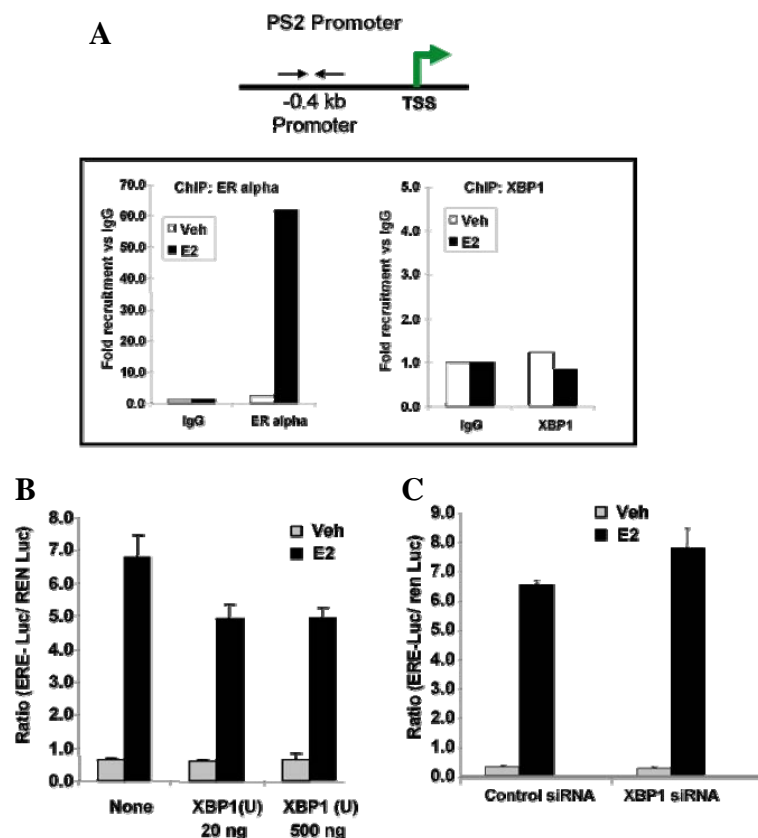 A
PS2 Promoter
-0.4 kb
Promoter
TSS
ChIP: ER alpha
Fold recruitment vs IgG
70.0
60.0
50.0
40.0
30.0
20.0
10.0
0.0
Veh
E2
IgG
ER alpha
ChIP: XBP1
Fold recruitment vs IgG
5.0
4.0
3.0
2.0
1.0
0.0
Veh
E2
IgG
XBP1
B
Ratio (ERE- Luc/ REN Luc)
8.0
7.0
6.0
5.0
4.0
3.0
2.0
1.0
0.0
Veh
E2
None
XBP1(U)
20 ng
XBP1 (U)
500 ng
C
Ratio (ERE-Luc/ ren Luc)
9.0
8.0
7.0
6.0
5.0
4.0
3.0
2.0
1.0
0.0
Veh
E2
Control siRNA
XBP1 siRNA